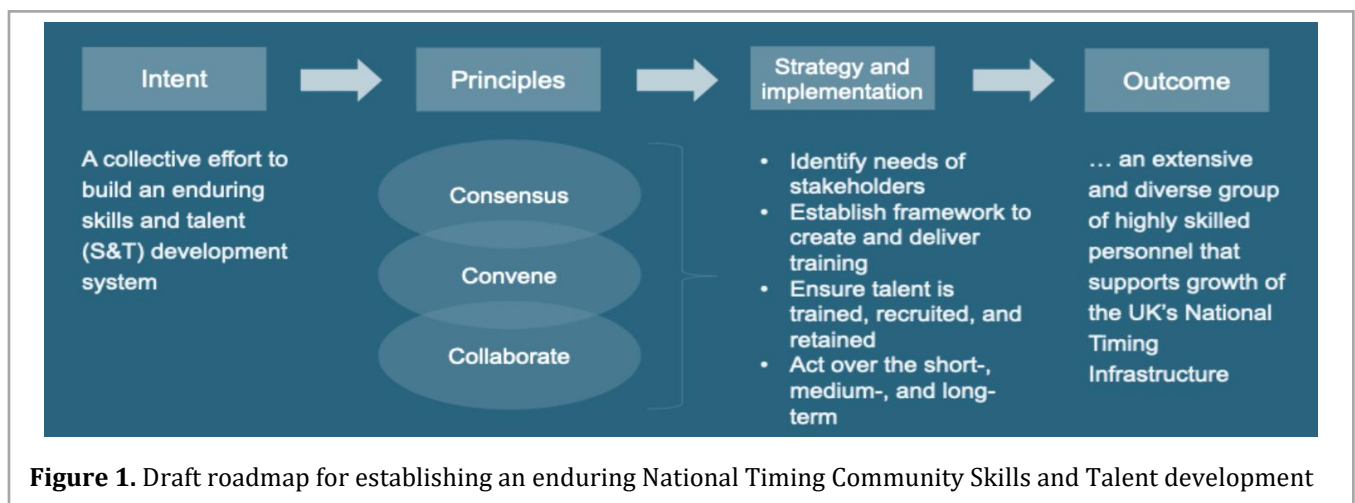 Intent
Principles
Strategy and
implementation
Outcome
A collective effort to
build an enduring
skills and talent
(S&T) development
system
Consensus
Convene
Collaborate
• Identify needs of
stakeholders
• Establish framework to
create and deliver
training
• Ensure talent is
trained, recruited, and
retained
• Act over the short-,
medium-, and long-
term
… an extensive
and diverse group
of highly skilled
personnel that
supports growth of
the UK's National
Timing
Infrastructure
Figure 1. Draft roadmap for establishing an enduring National Timing Community Skills and Talent development